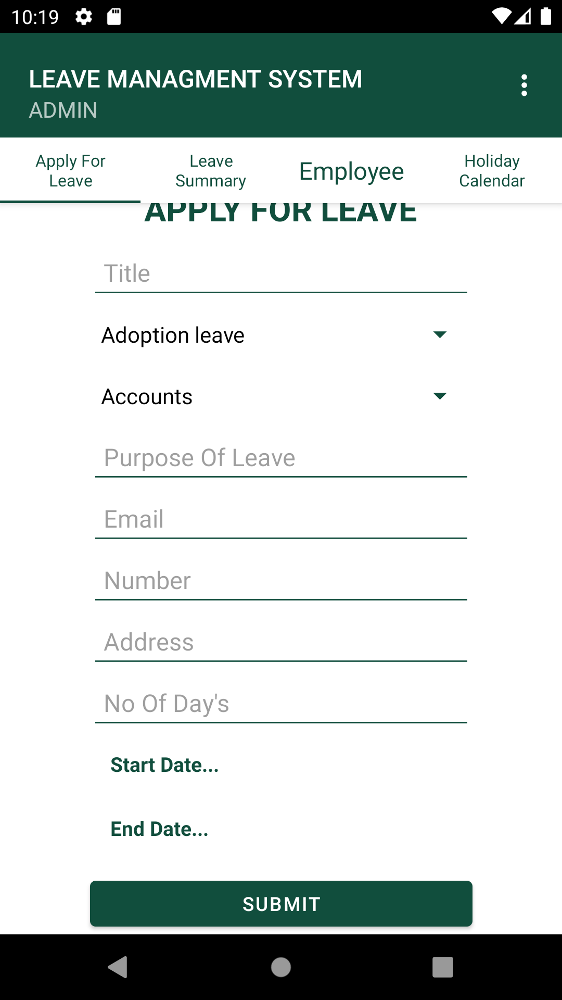 10:19
LEAVE MANAGMENT SYSTEM
ADMIN
Apply For
Leave
Leave
Summary
Employee
Holiday
Calendar
APPLY FOR LEAVE
Title
Adoption leave
Accounts
Purpose Of Leave
Email
Number
Address
No Of Day's
Start Date...
End Date...
SUBMIT